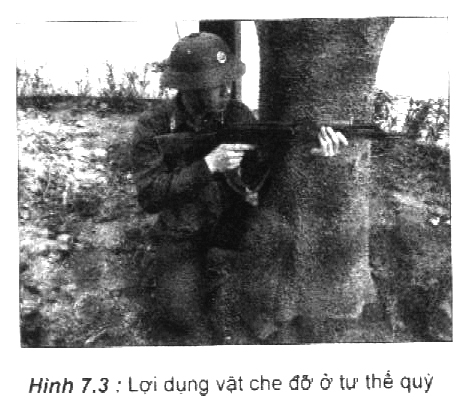 Hình 7.3 : Lợi dụng vật che đỡ ở tư thế quỳ